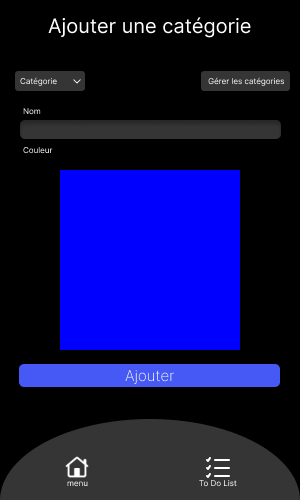 Ajouter une catégorie
Catégorie
Gérer les catégories
Nom
Couleur
Ajouter
menu
To Do List